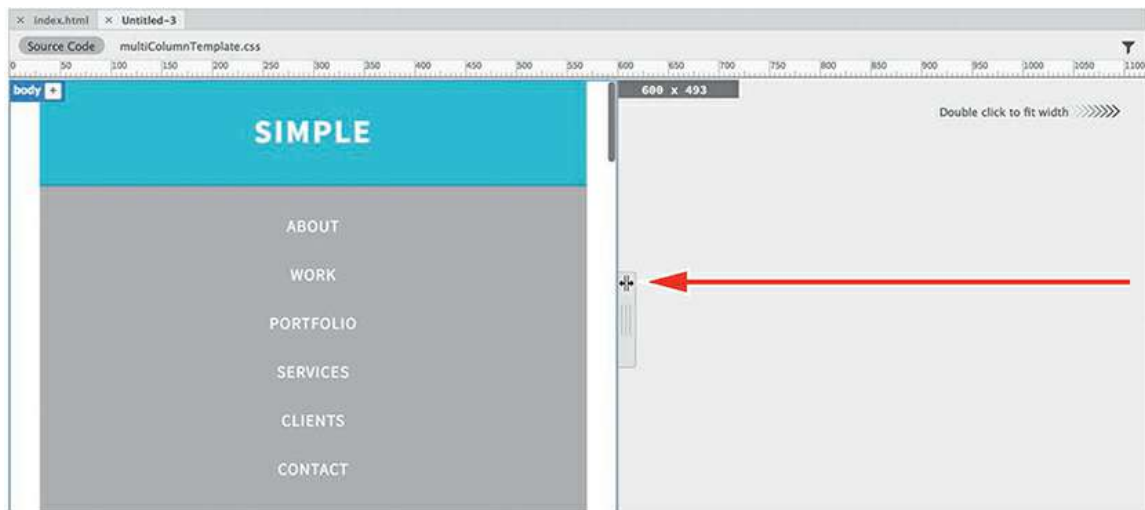 × index.html × Untitled-3
Source Code multiColumnTemplate.css
0 50 100 150 200 250 300 350 400 450 500 550 600 650 700 750 800 850 900 950 1000 1050 1100
body +
600 x 493
Double click to fit width
SIMPLE
ABOUT
WORK
PORTFOLIO
SERVICES
CLIENTS
CONTACT